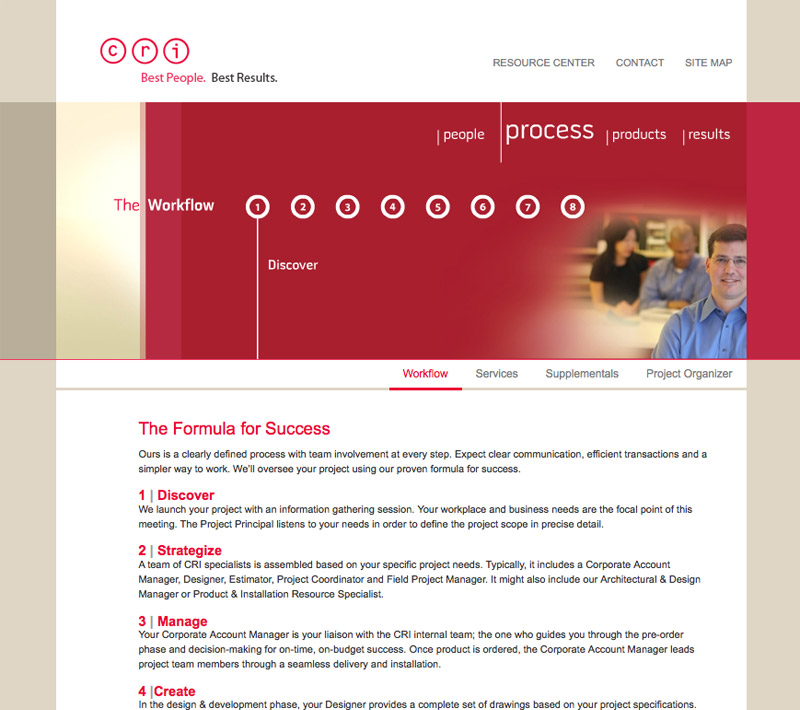 cri
Best People. Best Results.
RESOURCE CENTER CONTACT SITE MAP
people process products results
The Workflow 1 2 3 4 5 6 7 8
Discover
Workflow Services Supplementals Project Organizer
The Formula for Success
Ours is a clearly defined process with team involvement at every step. Expect clear communication, efficient transactions and a
simpler way to work. We'll oversee your project using our proven formula for success.
1 | Discover
We launch your project with an information gathering session. Your workplace and business needs are the focal point of this
meeting. The Project Principal listens to your needs in order to define the project scope in precise detail.
2 | Strategize
A team of CRI specialists is assembled based on your specific project needs. Typically, it includes a Corporate Account
Manager, Designer, Estimator, Project Coordinator and Field Project Manager. It might also include our Architectural & Design
Manager or Product & Installation Resource Specialist.
3 | Manage
Your Corporate Account Manager is your liaison with the CRI internal team; the one who guides you through the pre-order
phase and decision-making for on-time, on-budget success. Once product is ordered, the Corporate Account Manager leads
project team members through a seamless delivery and installation.
4 |Create
In the design & development phase, your Designer provides a complete set of drawings based on your project specifications.